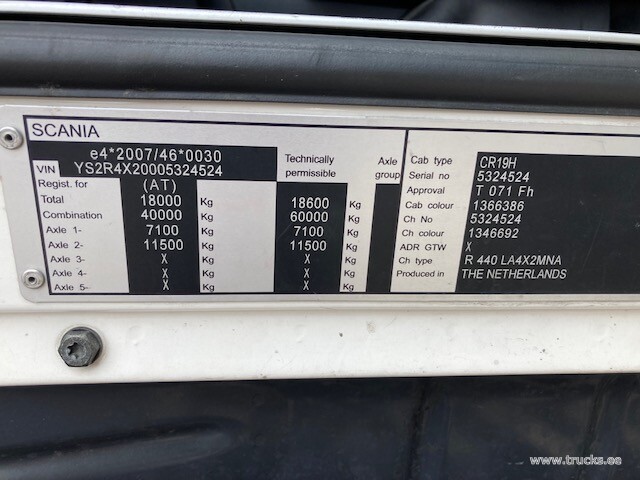 SCANIA
e4*2007/46*0030
VIN YS2R4X20005324524
Technically permissible
Axle group
Regist. for (AT)
Total 18000 Kg 18600 Kg
Combination 40000 Kg 60000 Kg
Axle 1- 7100 Kg 7100 Kg
Axle 2- 11500 Kg 11500 Kg
Axle 3- X Kg X Kg
Axle 4- X Kg X Kg
Axle 5- X Kg X Kg
Cab type CR19H
Serial no 5324524
Approval T 071 Fh
Cab colour 1366386
Ch No 5324524
Ch colour 1346692
ADR GTW X
Ch type R 440 LA4X2MNA
Produced in THE NETHERLANDS
www.trucks.ee